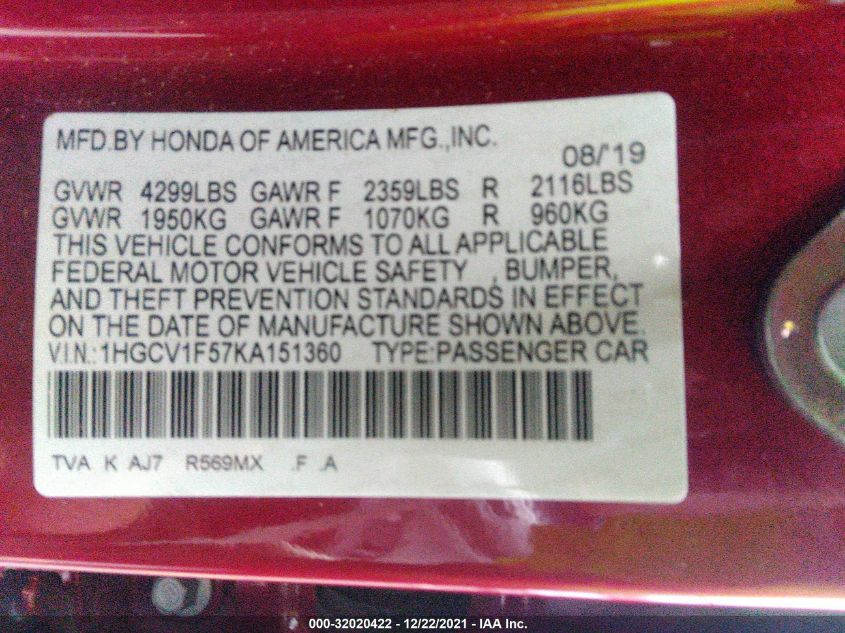 MFD.BY HONDA OF AMERICA MFG.,INC.
08/'19
GVWR 4299LBS GAWR F 2359LBS R 2116LBS
GVWR 1950KG GAWR F 1070KG R 960KG
THIS VEHICLE CONFORMS TO ALL APPLICABLE
FEDERAL MOTOR VEHICLE SAFETY , BUMPER,
AND THEFT PREVENTION STANDARDS IN EFFECT
ON THE DATE OF MANUFACTURE SHOWN ABOVE.
V.I.N.:1HGCV1F57KA151360 TYPE:PASSENGER CAR
TVA K AJ7 R569MX .F .A
000-32020422 - 12/22/2021 - IAA Inc.